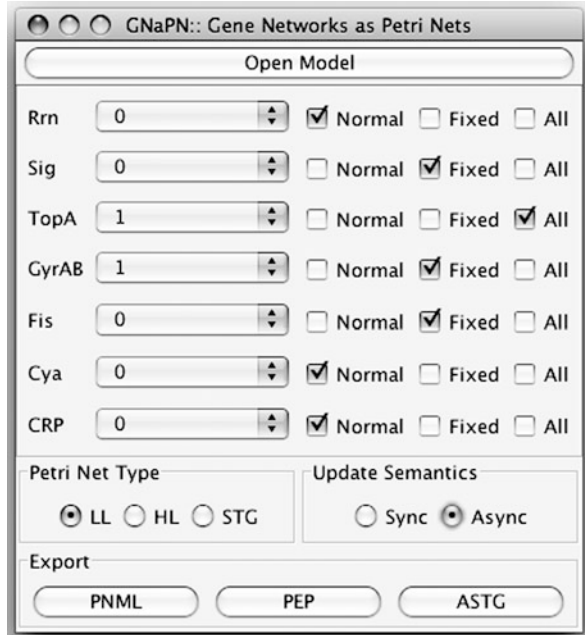 GNaPN:: Gene Networks as Petri Nets
Open Model
Rrn 0 Normal Fixed All
Sig 0 Normal Fixed All
TopA 1 Normal Fixed All
GyrAB 1 Normal Fixed All
Fis 0 Normal Fixed All
Cya 0 Normal Fixed All
CRP 0 Normal Fixed All
Petri Net Type Update Semantics
LL HL STG Sync Async
Export
PNML PEP ASTG